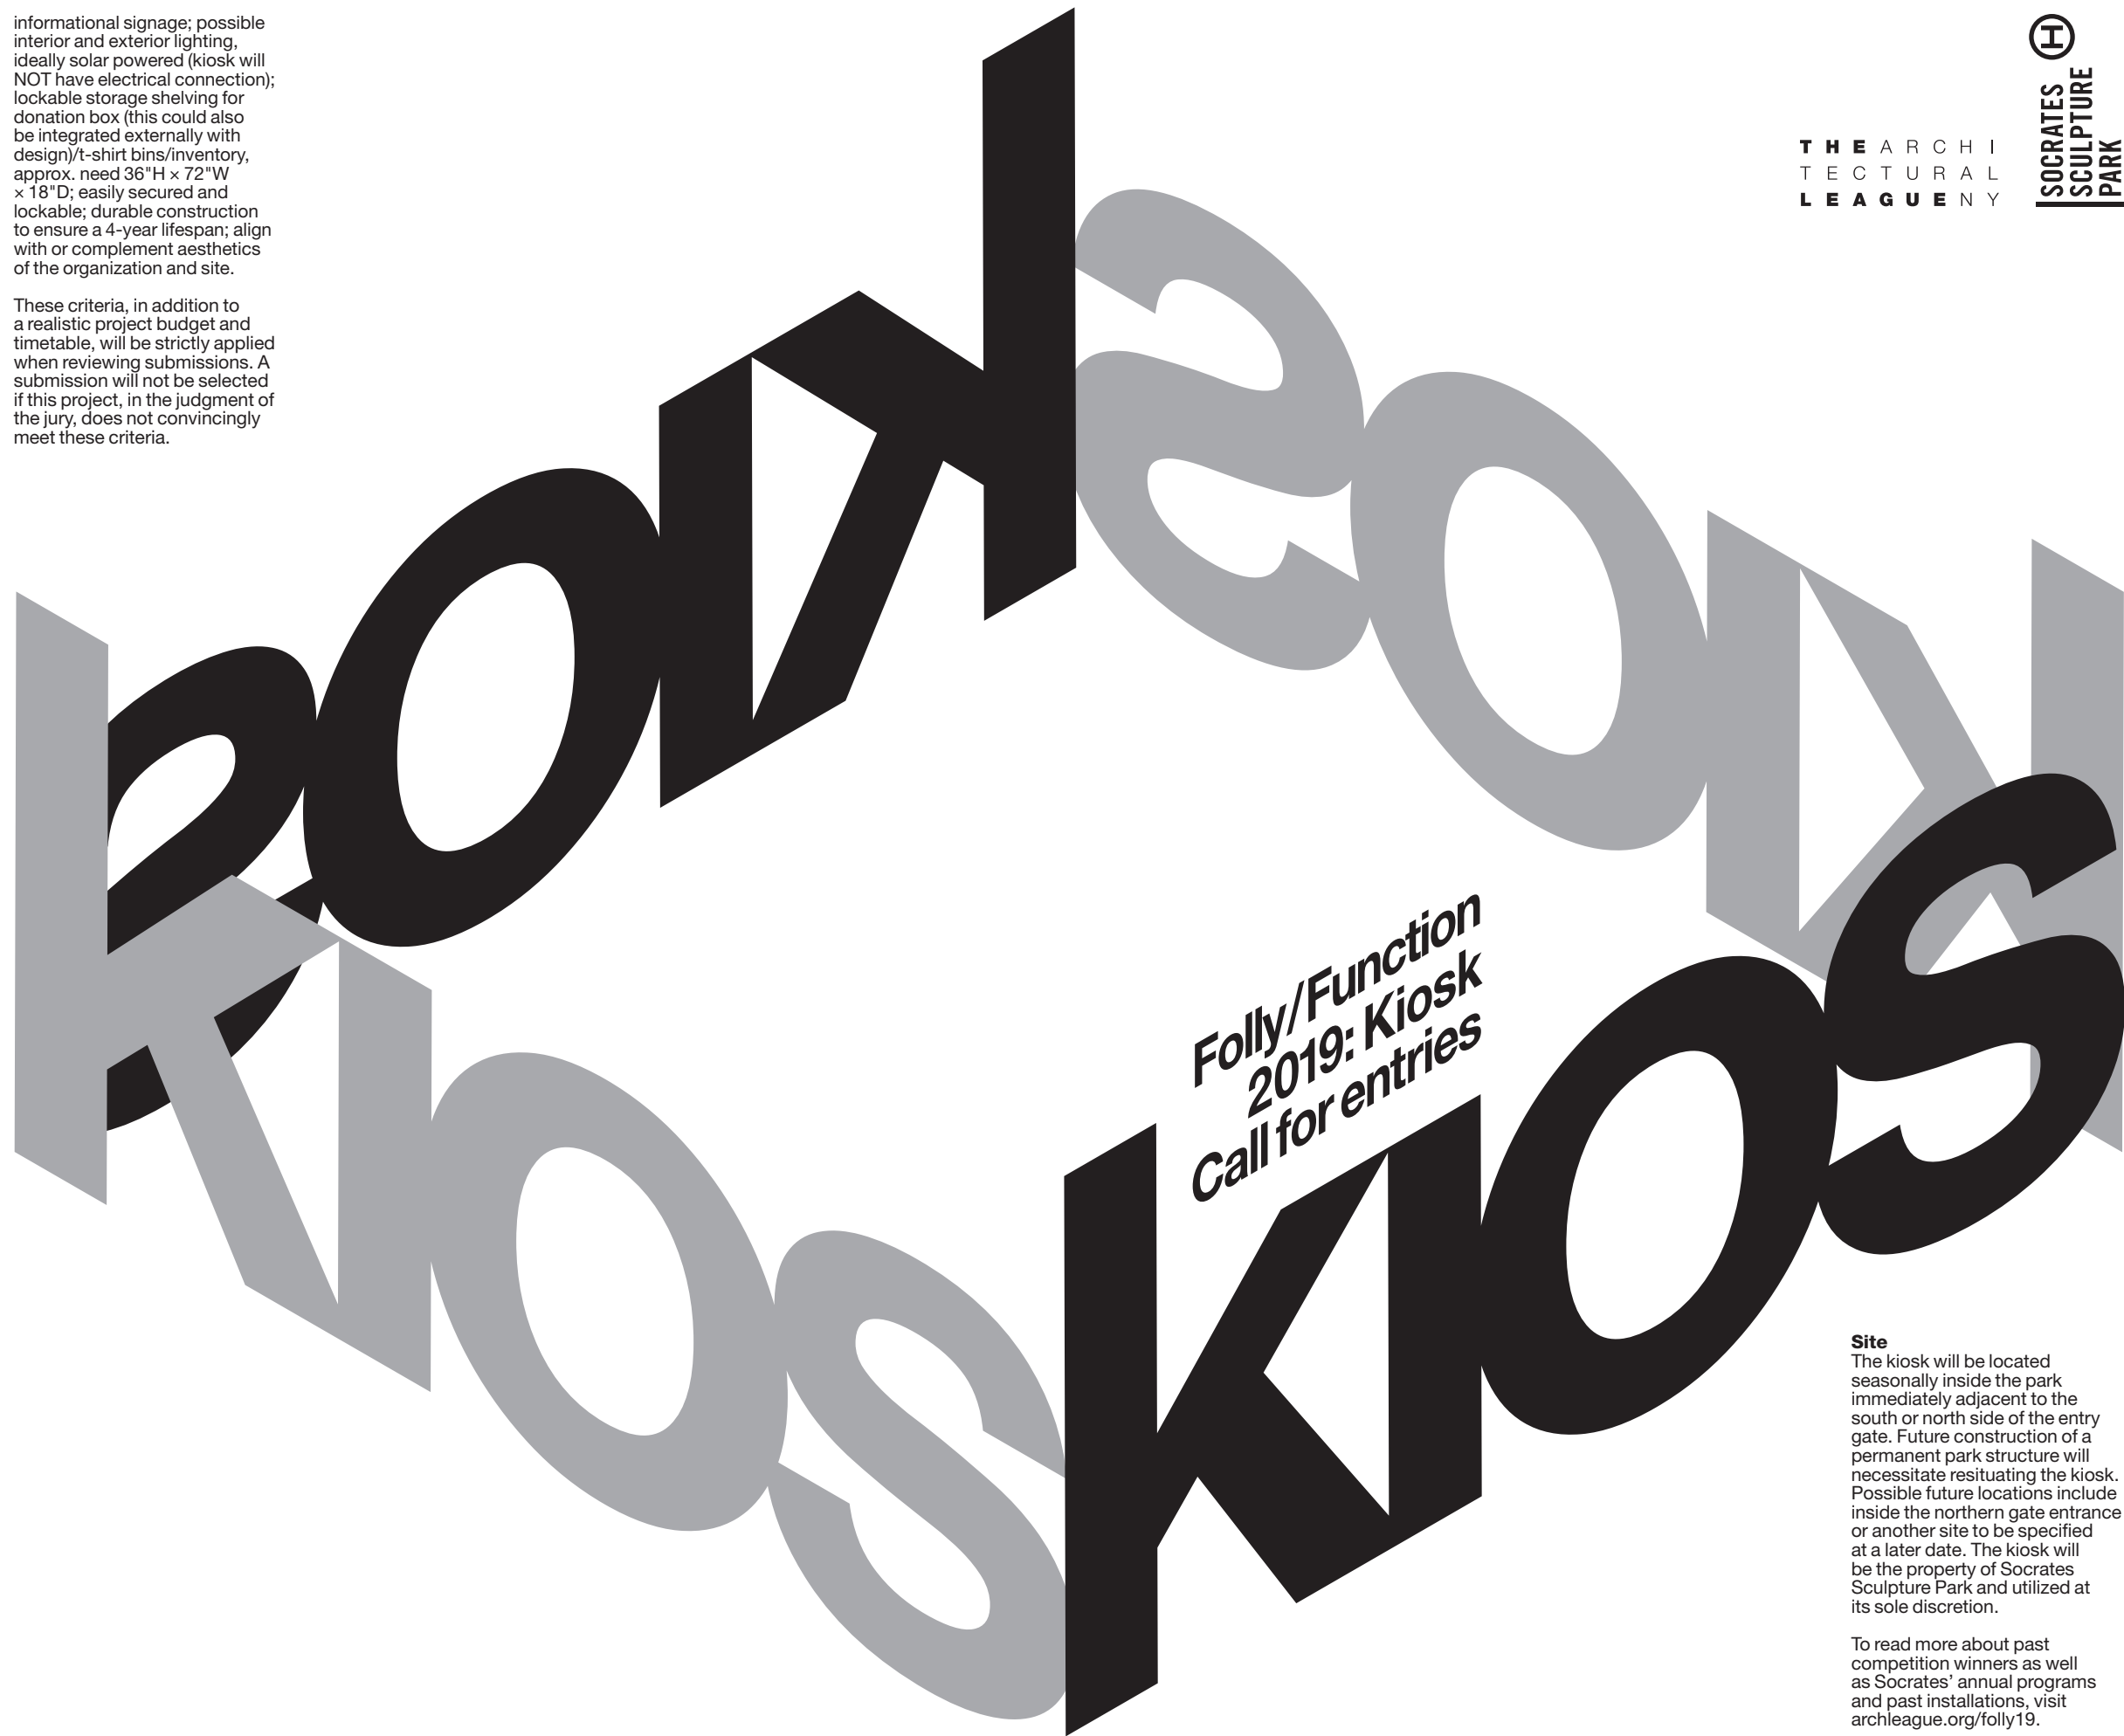 informational signage; possible
interior and exterior lighting,
ideally solar powered (kiosk will
NOT have electrical connection);
lockable storage shelving for
donation box (this could also
be integrated externally with
design)/t-shirt bins/inventory,
approx. need 36"H × 72"W
× 18"D; easily secured and
lockable; durable construction
to ensure a 4-year lifespan; align
with or complement aesthetics
of the organization and site.
These criteria, in addition to
a realistic project budget and
timetable, will be strictly applied
when reviewing submissions. A
submission will not be selected
if this project, in the judgment of
the jury, does not convincingly
meet these criteria.
THE ARCHI
TECTURAL
LEAGUE NY
SOCRATES
SCULPTURE
PARK
KIOS
KIOS
KIOS
KIOS
Folly/Function
2019: Kiosk
Call for entries
Site
The kiosk will be located
seasonally inside the park
immediately adjacent to the
south or north side of the entry
gate. Future construction of a
permanent park structure will
necessitate resituating the kiosk.
Possible future locations include
inside the northern gate entrance
or another site to be specified
at a later date. The kiosk will
be the property of Socrates
Sculpture Park and utilized at
its sole discretion.
To read more about past
competition winners as well
as Socrates’ annual programs
and past installations, visit
archleague.org/folly19.